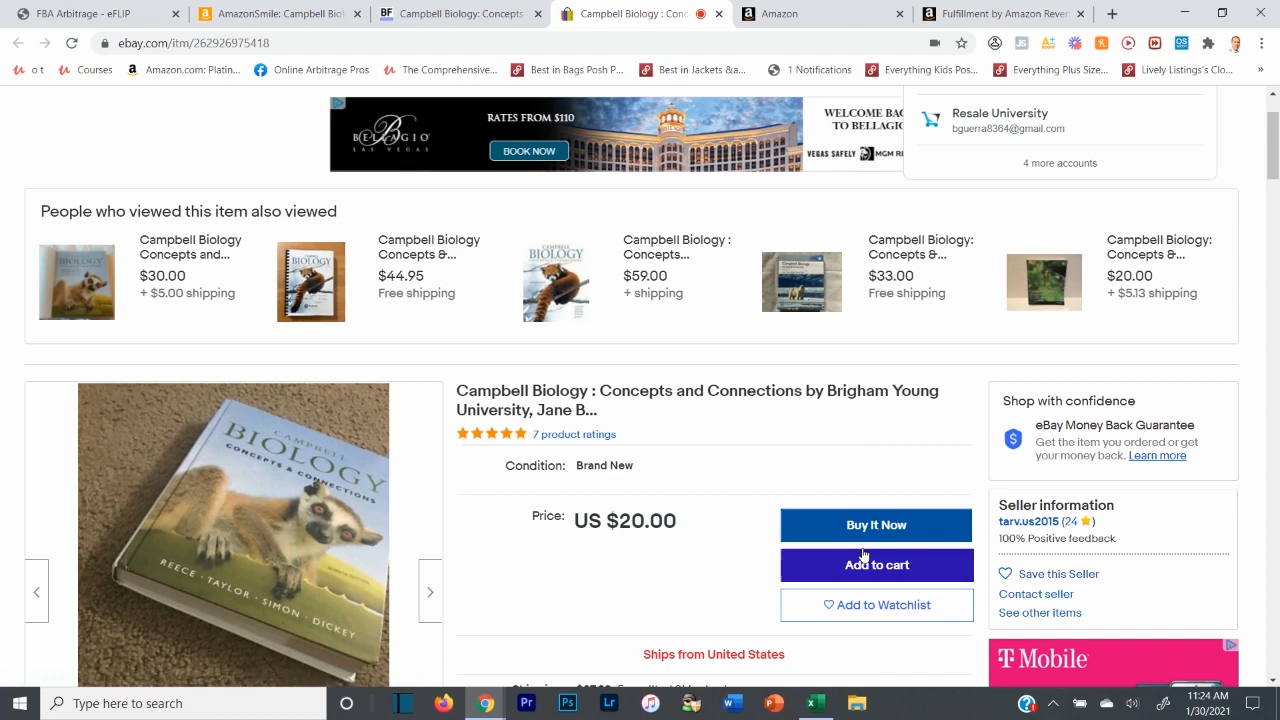 FBA Arbitrage - eFUP
AmazonSmile: Campbell Biol
BF Campbell Biology: Concepts
Campbell Biology : Conc
Amazon
Fulfillment by Amazon
ebay.com/itm/262926975418
o t
Courses
Amazon.com: Platin...
Online Arbitrage Pros
The Comprehensive...
Best in Bags Posh P...
Best in Jackets &a...
1 Notifications
Everything Kids Pos...
Everything Plus Size...
Lively Listings's Clo...
»
BELLAGIO
LAS VEGAS
RATES FROM $110
BOOK NOW
WELCOME BAC
TO BELLAGIO
VEGAS SAFELY
MGM RE
Resale University
bguerra8364@gmail.com
4 more accounts
People who viewed this item also viewed
Campbell Biology
Concepts and...
$30.00
+ $5.00 shipping
Campbell Biology
Concepts &...
$44.95
Free shipping
Campbell Biology :
Concepts...
$59.00
+ shipping
Campbell Biology:
Concepts &...
$33.00
Free shipping
Campbell Biology:
Concepts &...
$20.00
+ $5.13 shipping
CAMPBELL
BIOLOGY
CONCEPTS & CONNECTIONS
REECE · TAYLOR · SIMON · DICKEY
Campbell Biology : Concepts and Connections by Brigham Young
University, Jane B...
7 product ratings
Condition: Brand New
Price: US $20.00
Buy It Now
Add to cart
Add to Watchlist
Ships from United States
Shop with confidence
eBay Money Back Guarantee
Get the item you ordered or get
your money back. Learn more
Seller information
tarv.us2015 (24 )
100% Positive feedback
Save this Seller
Contact seller
See other items
T Mobile
Type here to search
11:24 AM
1/30/2021